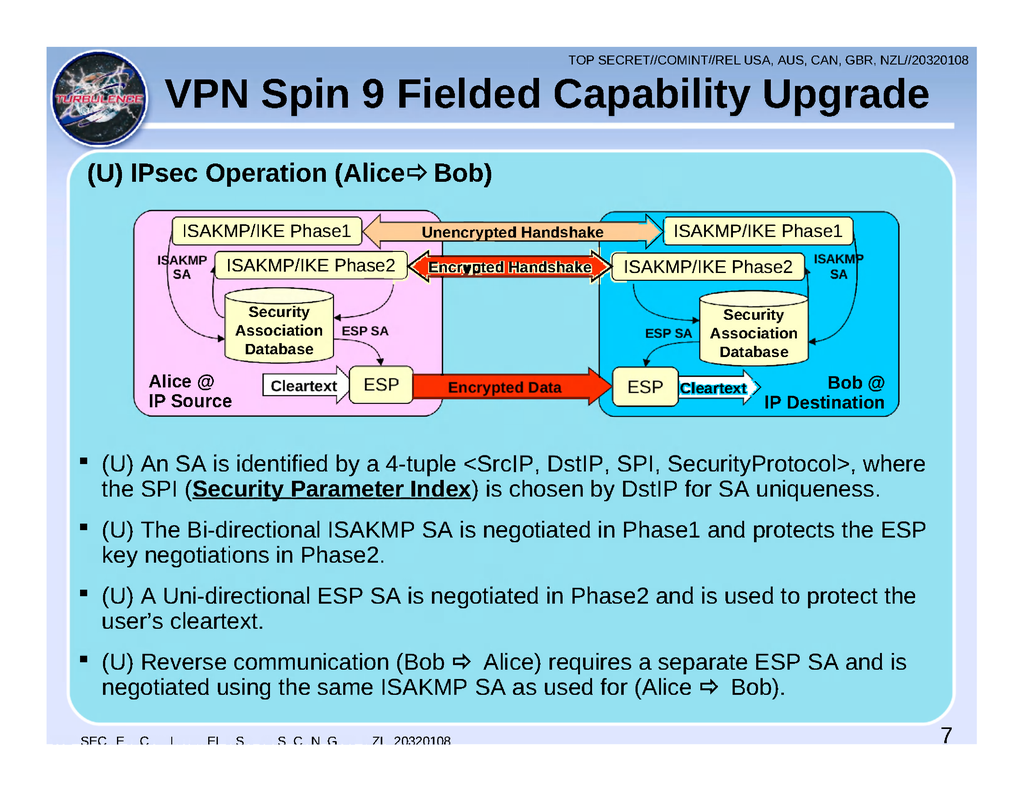 TOP SECRET//COMINT//REL USA, AUS, CAN, GBR, NZL//20320108
TURBULENCE
VPN Spin 9 Fielded Capability Upgrade
(U) IPsec Operation (Alice⇨ Bob)
ISAKMP/IKE Phase1
Unencrypted Handshake
ISAKMP/IKE Phase1
ISAKMP
SA
ISAKMP/IKE Phase2
Encrypted Handshake
ISAKMP/IKE Phase2
ISAKMP
SA
Security
Association
Database
ESP SA
ESP SA
Security
Association
Database
Alice @
IP Source
Cleartext
ESP
Encrypted Data
ESP
Cleartext
Bob @
IP Destination
▪ (U) An SA is identified by a 4-tuple <SrcIP, DstIP, SPI, SecurityProtocol>, where
the SPI (Security Parameter Index) is chosen by DstIP for SA uniqueness.
▪ (U) The Bi-directional ISAKMP SA is negotiated in Phase1 and protects the ESP
key negotiations in Phase2.
▪ (U) A Uni-directional ESP SA is negotiated in Phase2 and is used to protect the
user's cleartext.
▪ (U) Reverse communication (Bob ⇨ Alice) requires a separate ESP SA and is
negotiated using the same ISAKMP SA as used for (Alice ⇨ Bob).
20320108
7